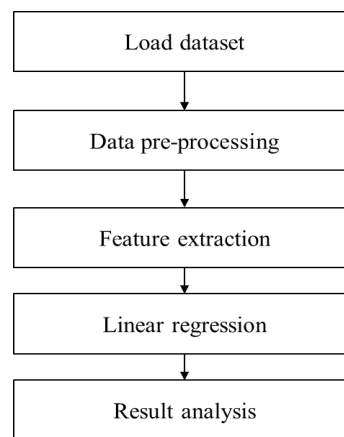 Load dataset
Data pre-processing
Feature extraction
Linear regression
Result analysis